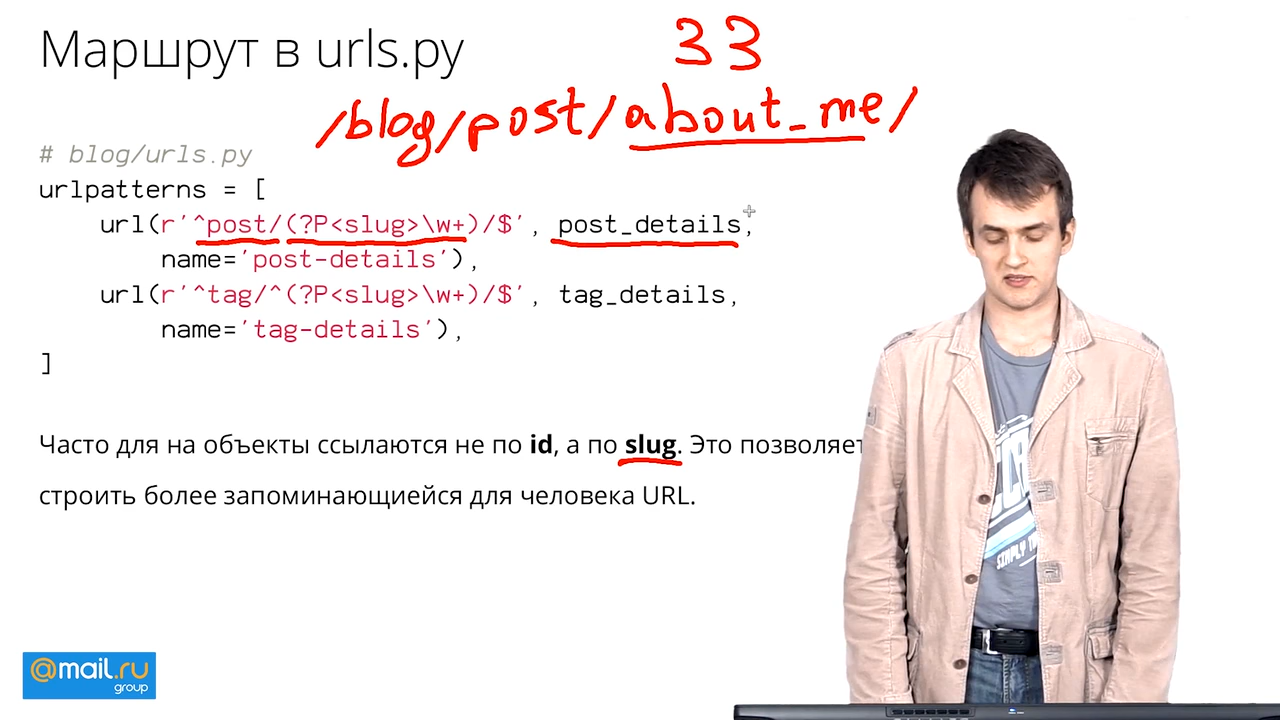 Маршрут в urls.py
33
/blog/post/about_me/
# blog/urls.py
urlpatterns = [
url(r'^post/(?P<slug>\w+)/$', post_details,
name='post-details'),
url(r'^tag/^(?P<slug>\w+)/$', tag_details,
name='tag-details'),
]
Часто для на объекты ссылаются не по id, а по slug. Это позволяет
строить более запоминающиейся для человека URL.
@mail.ru
group